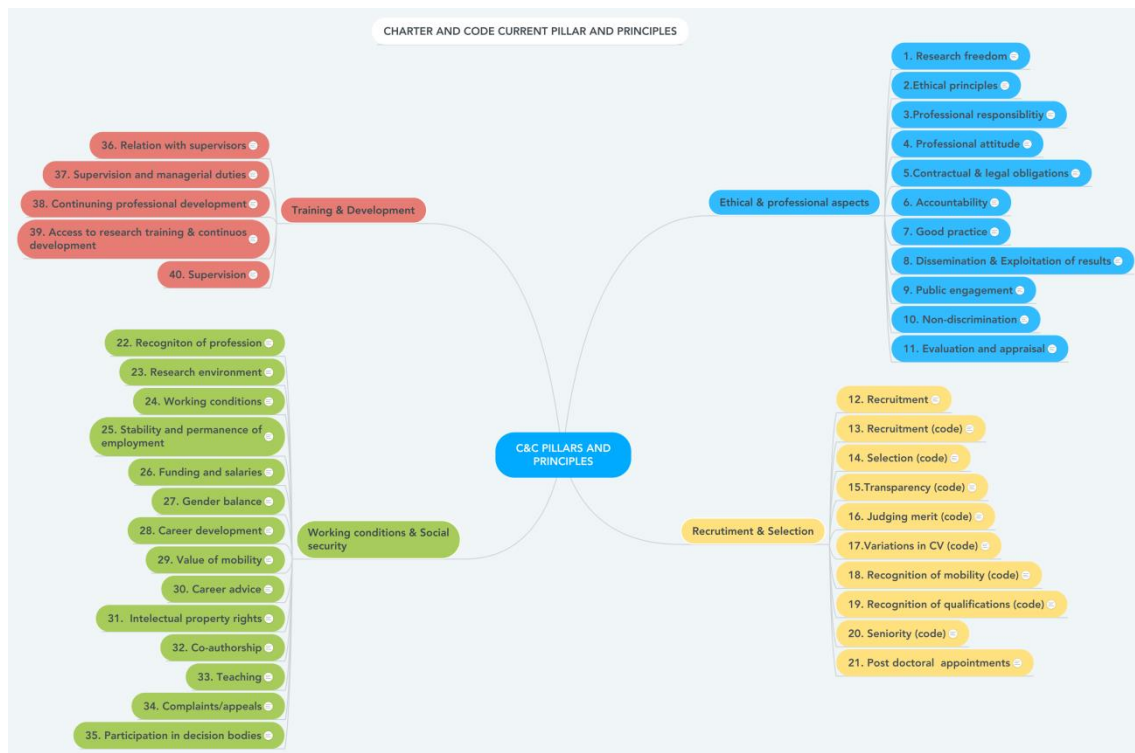 CHARTER AND CODE CURRENT PILLAR AND PRINCIPLES
C&C PILLARS AND
PRINCIPLES
Ethical & professional aspects
1. Research freedom
2.Ethical principles
3.Professional responsiblitiy
4. Professional attitude
5.Contractual & legal obligations
6. Accountability
7. Good practice
8. Dissemination & Exploitation of results
9. Public engagement
10. Non-discrimination
11. Evaluation and appraisal
Recrutiment & Selection
12. Recruitment
13. Recruitment (code)
14. Selection (code)
15.Transparency (code)
16. Judging merit (code)
17.Variations in CV (code)
18. Recognition of mobility (code)
19. Recognition of qualifications (code)
20. Seniority (code)
21. Post doctoral appointments
Working conditions & Social
security
22. Recogniton of profession
23. Research environment
24. Working conditions
25. Stability and permanence of
employment
26. Funding and salaries
27. Gender balance
28. Career development
29. Value of mobility
30. Career advice
31. Intelectual property rights
32. Co-authorship
33. Teaching
34. Complaints/appeals
35. Participation in decision bodies
Training & Development
36. Relation with supervisors
37. Supervision and managerial duties
38. Continuning professional development
39. Access to research training & continuos
development
40. Supervision